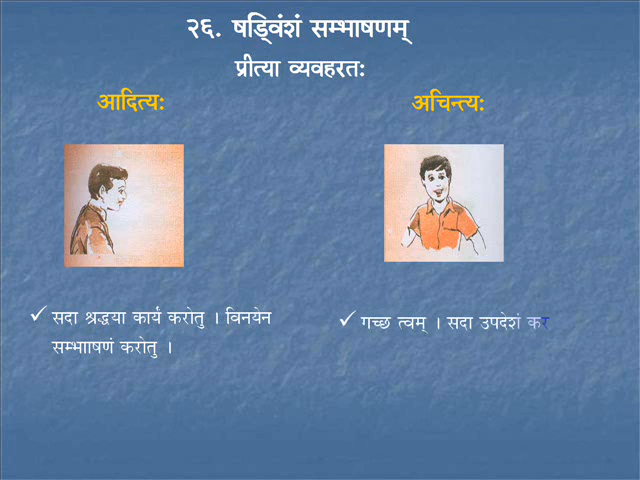 २६. षड्विंशं सम्भाषणम्
प्रीत्या व्यवहरतः
आदित्यः
अचिन्त्यः
सदा श्रद्धया कार्यं करोतु । विनयेन
सम्भााषणं करोतु ।
गच्छ त्वम् । सदा उपदेशं कर